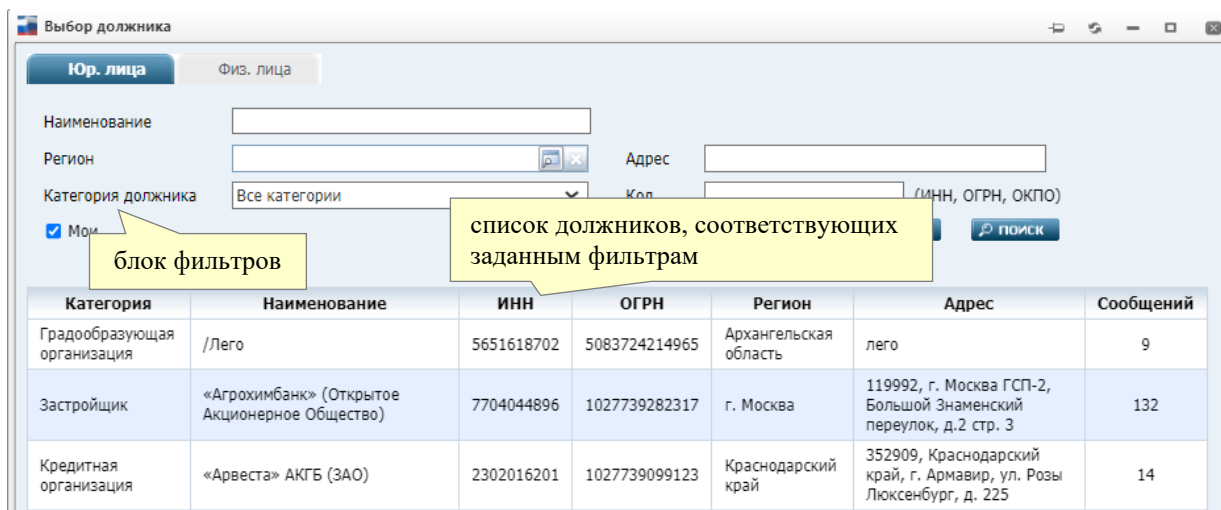 Выбор должника
Юр. лица Физ. лица
Наименование
Регион Адрес
Категория должника Все категории Код (ИНН, ОГРН, ОКПО)
Мои ПОИСК
блок фильтров
список должников, соответствующих
заданным фильтрам
Категория Наименование ИНН ОГРН Регион Адрес Сообщений
Градообразующая
организация
/Лего
5651618702
5083724214965
Архангельская
область
лего
9
Застройщик
«Агрохимбанк» (Открытое
Акционерное Общество)
7704044896
1027739282317
г. Москва
119992, г. Москва ГСП-2,
Большой Знаменский
переулок, д.2 стр. 3
132
Кредитная
организация
«Арвеста» АКГБ (ЗАО)
2302016201
1027739099123
Краснодарский
край
352909, Краснодарский
край, г. Армавир, ул. Розы
Люксенбург, д. 225
14